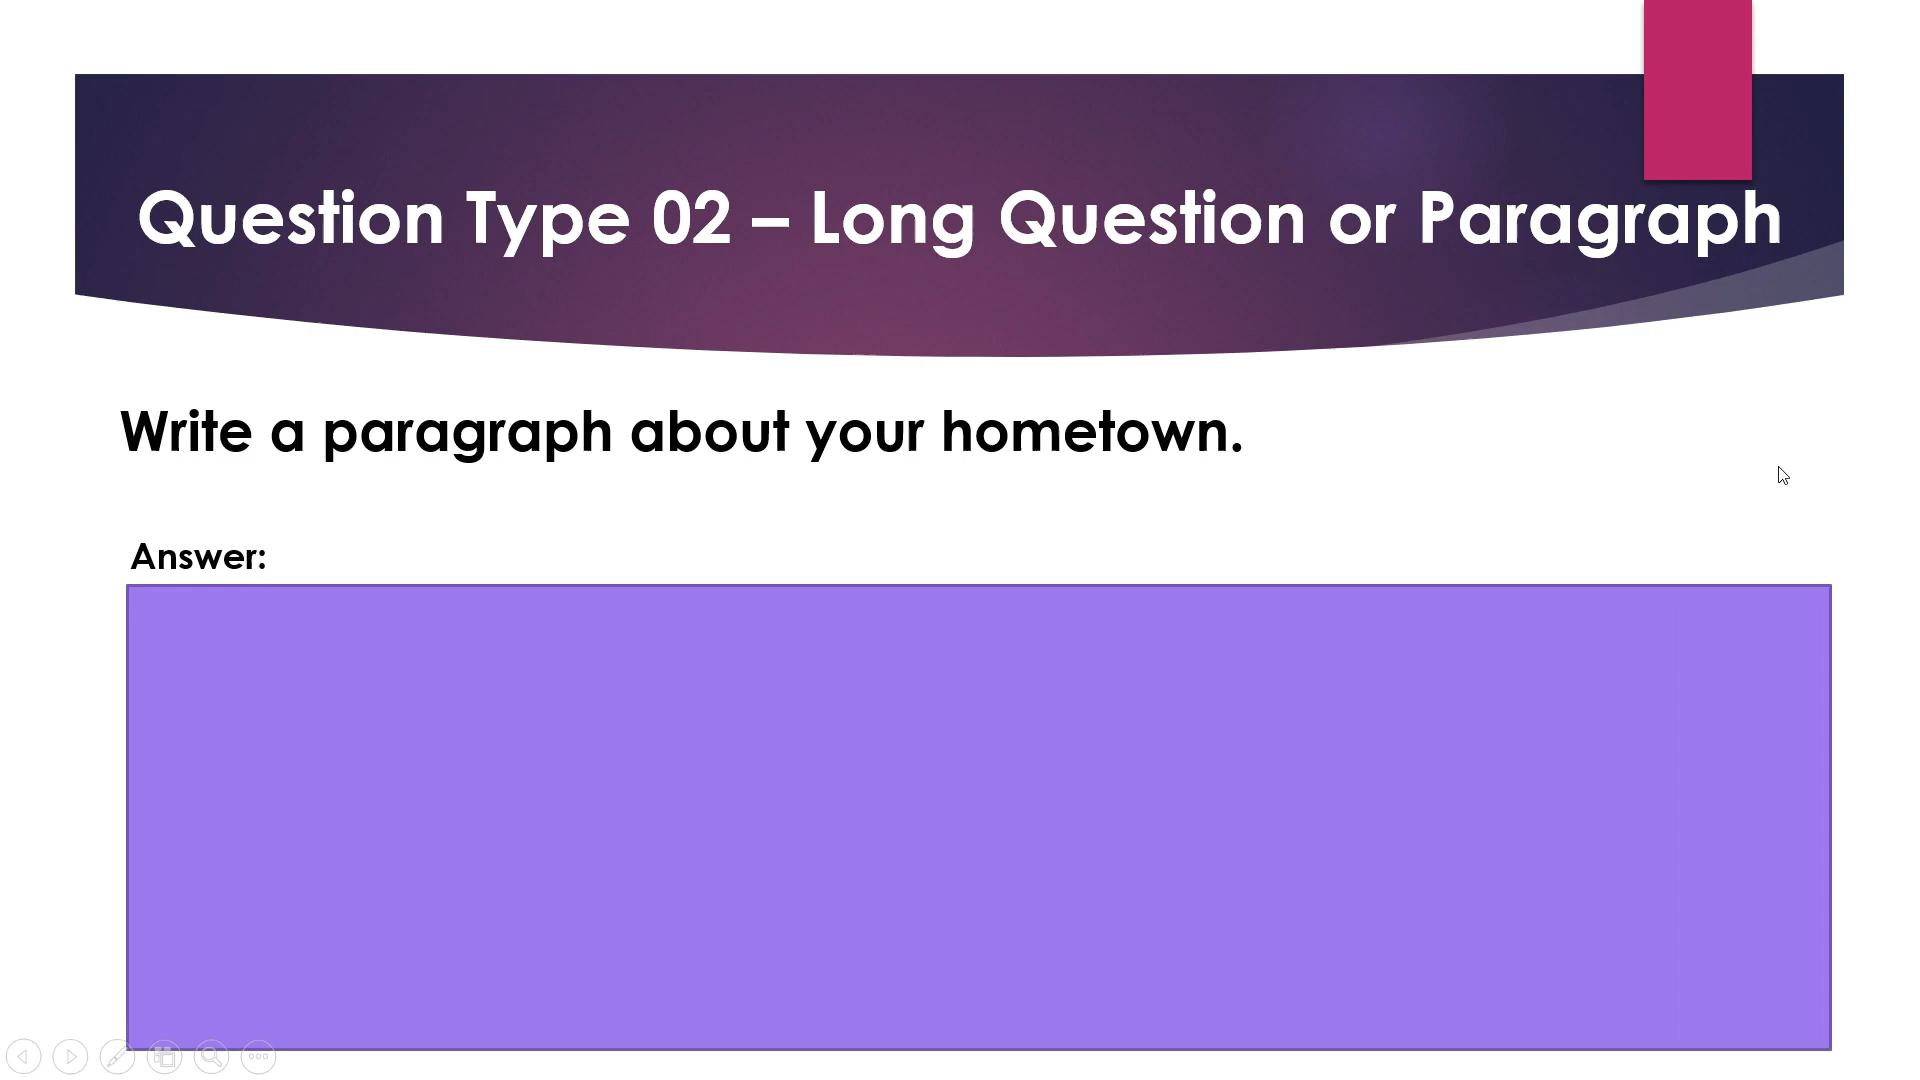 Question Type 02 – Long Question or Paragraph
Write a paragraph about your hometown.
Answer: